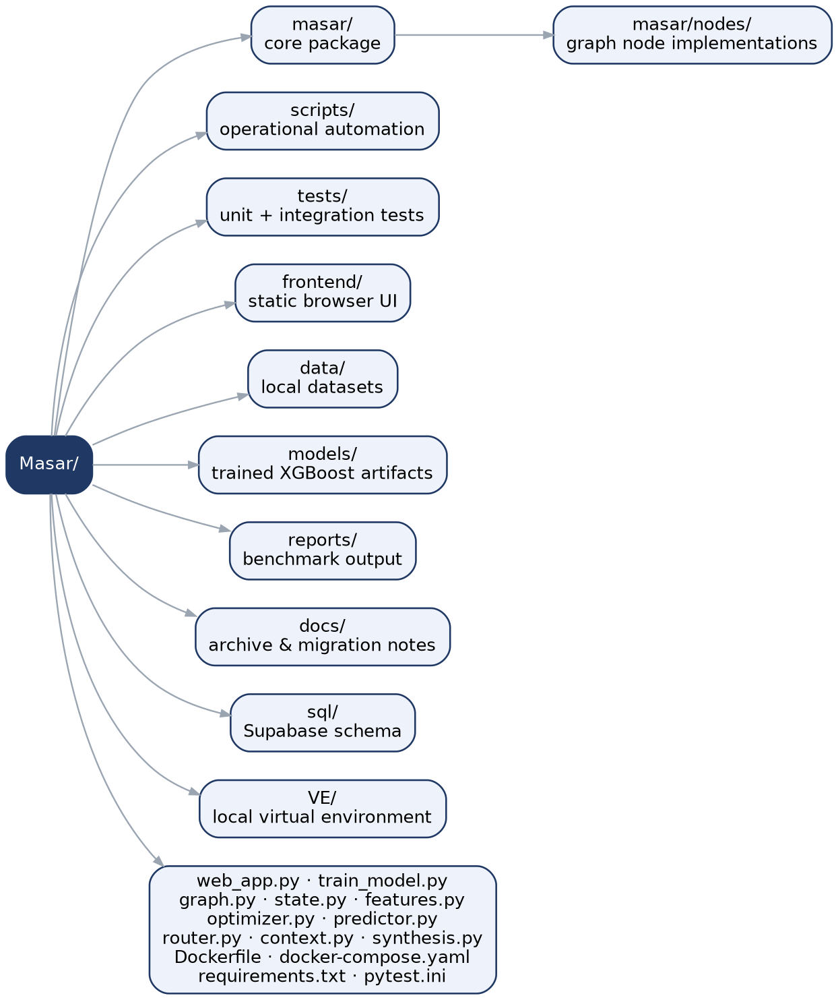 masar/
core package
masar/nodes/
graph node implementations
scripts/
operational automation
tests/
unit + integration tests
frontend/
static browser UI
data/
local datasets
Masar/
models/
trained XGBoost artifacts
reports/
benchmark output
docs/
archive & migration notes
sql/
Supabase schema
VE/
local virtual environment
web_app.py · train_model.py
graph.py · state.py · features.py
optimizer.py · predictor.py
router.py · context.py · synthesis.py
Dockerfile · docker-compose.yaml
requirements.txt · pytest.ini